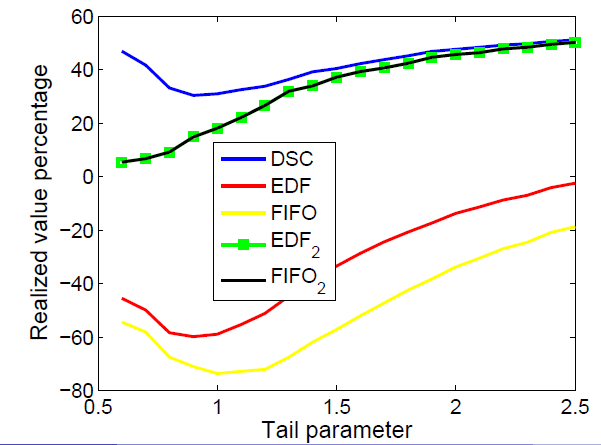 60
40
20
0
−20
−40
−60
−80
Realized value percentage
DSC
EDF
FIFO
EDF₂
FIFO₂
0.5
1
1.5
2
2.5
Tail parameter